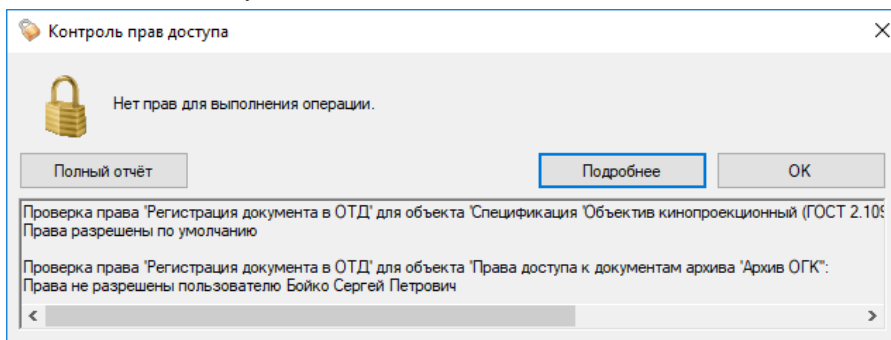 Контроль прав доступа
Нет прав для выполнения операции.
Полный отчёт
Подробнее
OK
Проверка права 'Регистрация документа в ОТД' для объекта 'Спецификация 'Объектив кинопроекционный (ГОСТ 2.109
Права разрешены по умолчанию
Проверка права 'Регистрация документа в ОТД' для объекта 'Права доступа к документам архива 'Архив ОГК'':
Права не разрешены пользователю Бойко Сергей Петрович